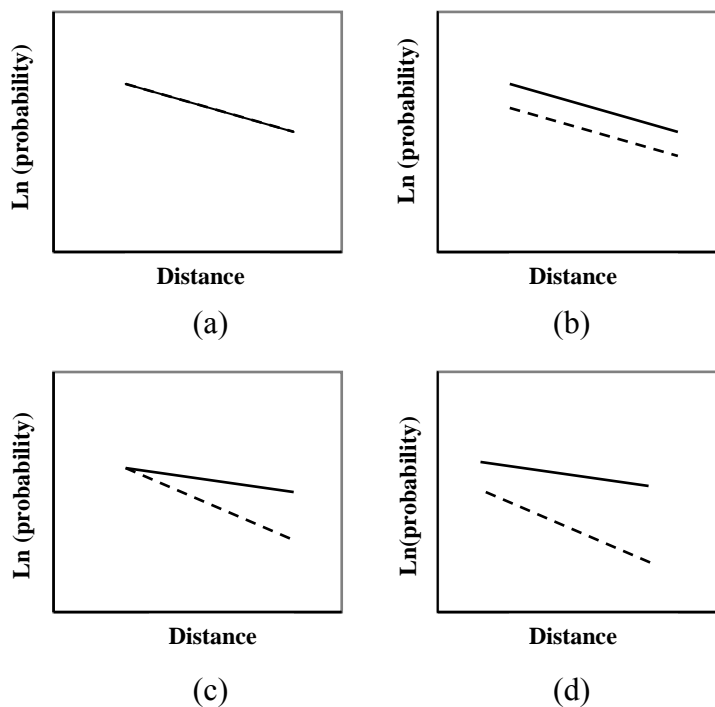 Ln (probability)
Distance
(a)
Ln (probability)
Distance
(b)
Ln (probability)
Distance
(c)
Ln(probability)
Distance
(d)